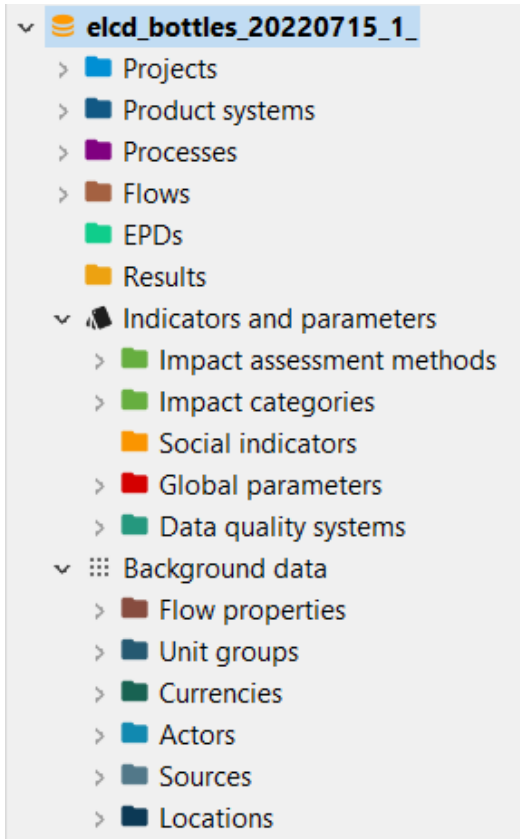 elcd_bottles_20220715_1_
Projects
Product systems
Processes
Flows
EPDs
Results
Indicators and parameters
Impact assessment methods
Impact categories
Social indicators
Global parameters
Data quality systems
Background data
Flow properties
Unit groups
Currencies
Actors
Sources
Locations